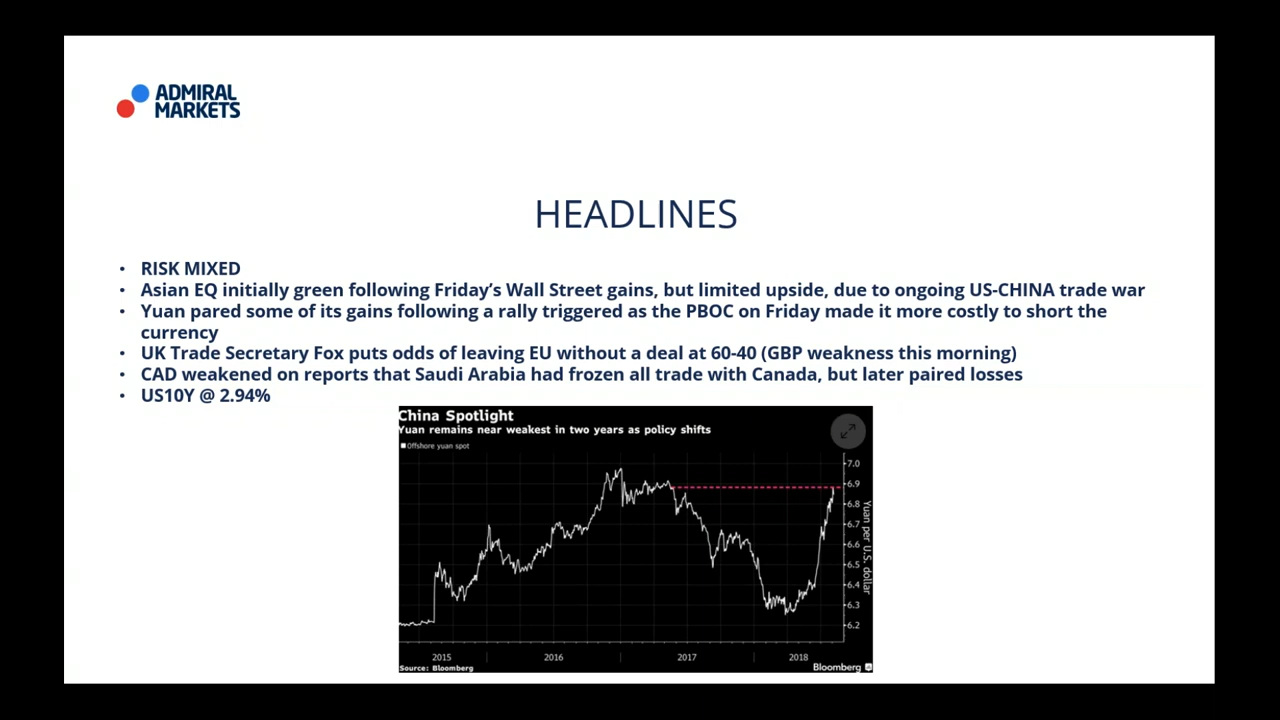 ADMIRAL
MARKETS
HEADLINES
• RISK MIXED
• Asian EQ initially green following Friday's Wall Street gains, but limited upside, due to ongoing US-CHINA trade war
• Yuan pared some of its gains following a rally triggered as the PBOC on Friday made it more costly to short the
currency
• UK Trade Secretary Fox puts odds of leaving EU without a deal at 60-40 (GBP weakness this morning)
• CAD weakened on reports that Saudi Arabia had frozen all trade with Canada, but later paired losses
• US10Y @ 2.94%
China Spotlight
Yuan remains near weakest in two years as policy shifts
Offshore yuan spot
7.0
6.9
6.8
6.7
6.6
6.5
6.4
6.3
6.2
Yuan per U.S. dollar
2015 2016 2017 2018
Source: Bloomberg
Bloomberg